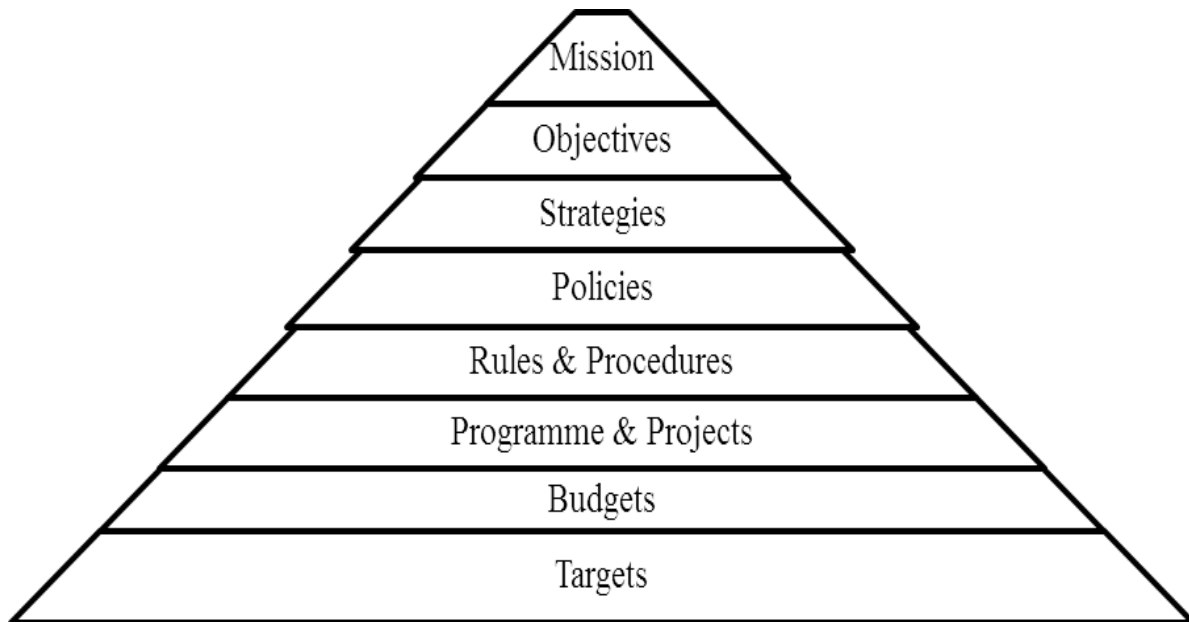 Mission
Objectives
Strategies
Policies
Rules & Procedures
Programme & Projects
Budgets
Targets